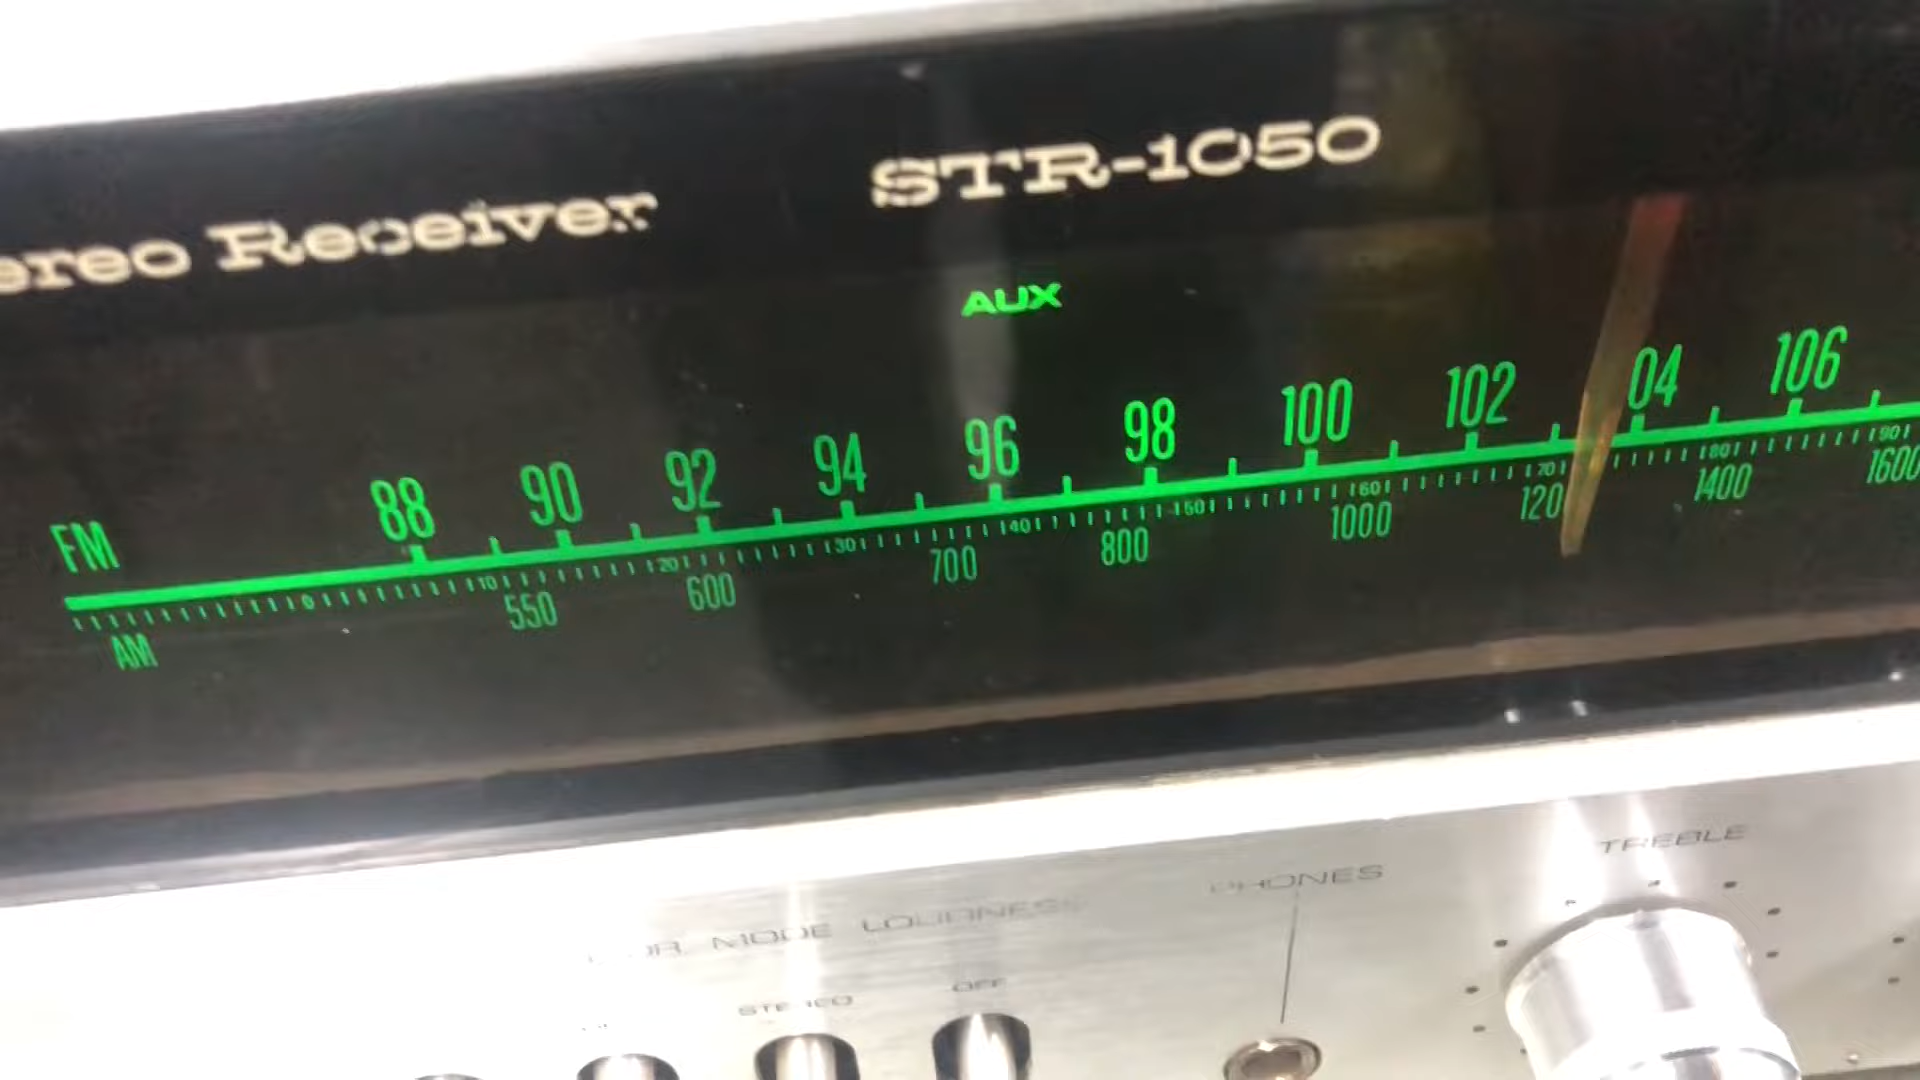 ereo Receiver STR-1050
AUX
FM 88 90 92 94 96 98 100 102 04 106
0 10 20 30 40 50 60 70 80 90
AM 550 600 700 800 1000 120 1400 1600
TREBLE
PHONES
MODE LOUDNESS
STEREO OFF